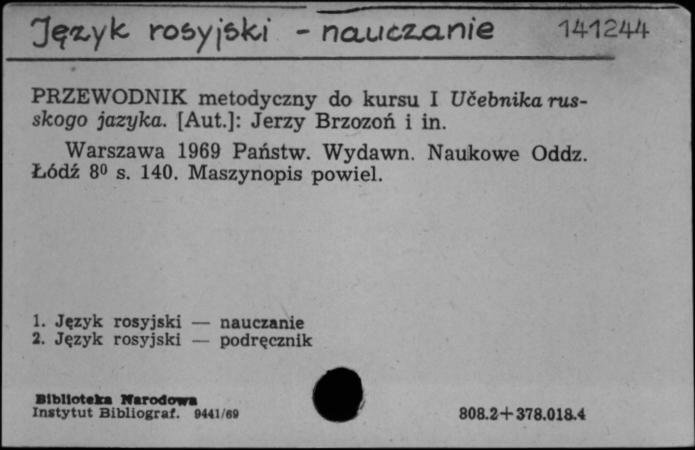 Język rosyjski - nauczanie 141244
PRZEWODNIK metodyczny do kursu I Učebnika rus-
skogo jazyka. [Aut.]: Jerzy Brzozoń i in.
Warszawa 1969 Państw. Wydawn. Naukowe Oddz.
Łódź 8⁰ s. 140. Maszynopis powiel.
1. Język rosyjski — nauczanie
2. Język rosyjski — podręcznik
Biblioteka Narodowa
Instytut Bibliograf. 9441/69 808.2+378.018.4